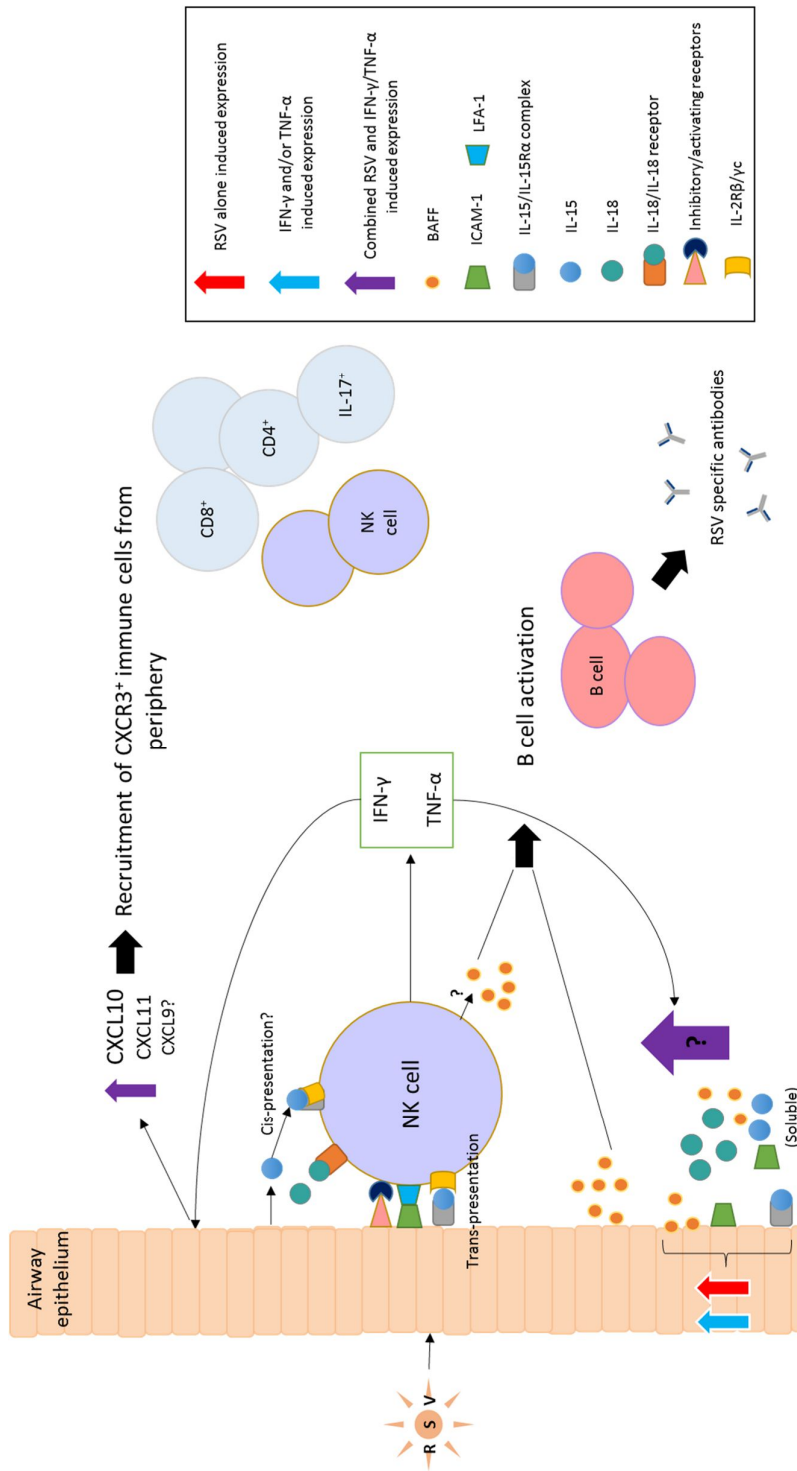 Airway
epithelium
CXCL10
CXCL11
CXCL9?
Recruitment of CXCR3⁺ immune cells from
periphery
CD8⁺
CD4⁺
IL-17⁺
NK
cell
Cis-presentation?
NK cell
IFN-γ
TNF-α
Trans-presentation
?
R S V
B cell activation
B cell
RSV specific antibodies
?
(Soluble)
RSV alone induced expression
IFN-γ and/or TNF-α
induced expression
Combined RSV and IFN-γ/TNF-α
induced expression
BAFF
ICAM-1
LFA-1
IL-15/IL-15Rα complex
IL-15
IL-18
IL-18/IL-18 receptor
Inhibitory/activating receptors
IL-2Rβ/γc